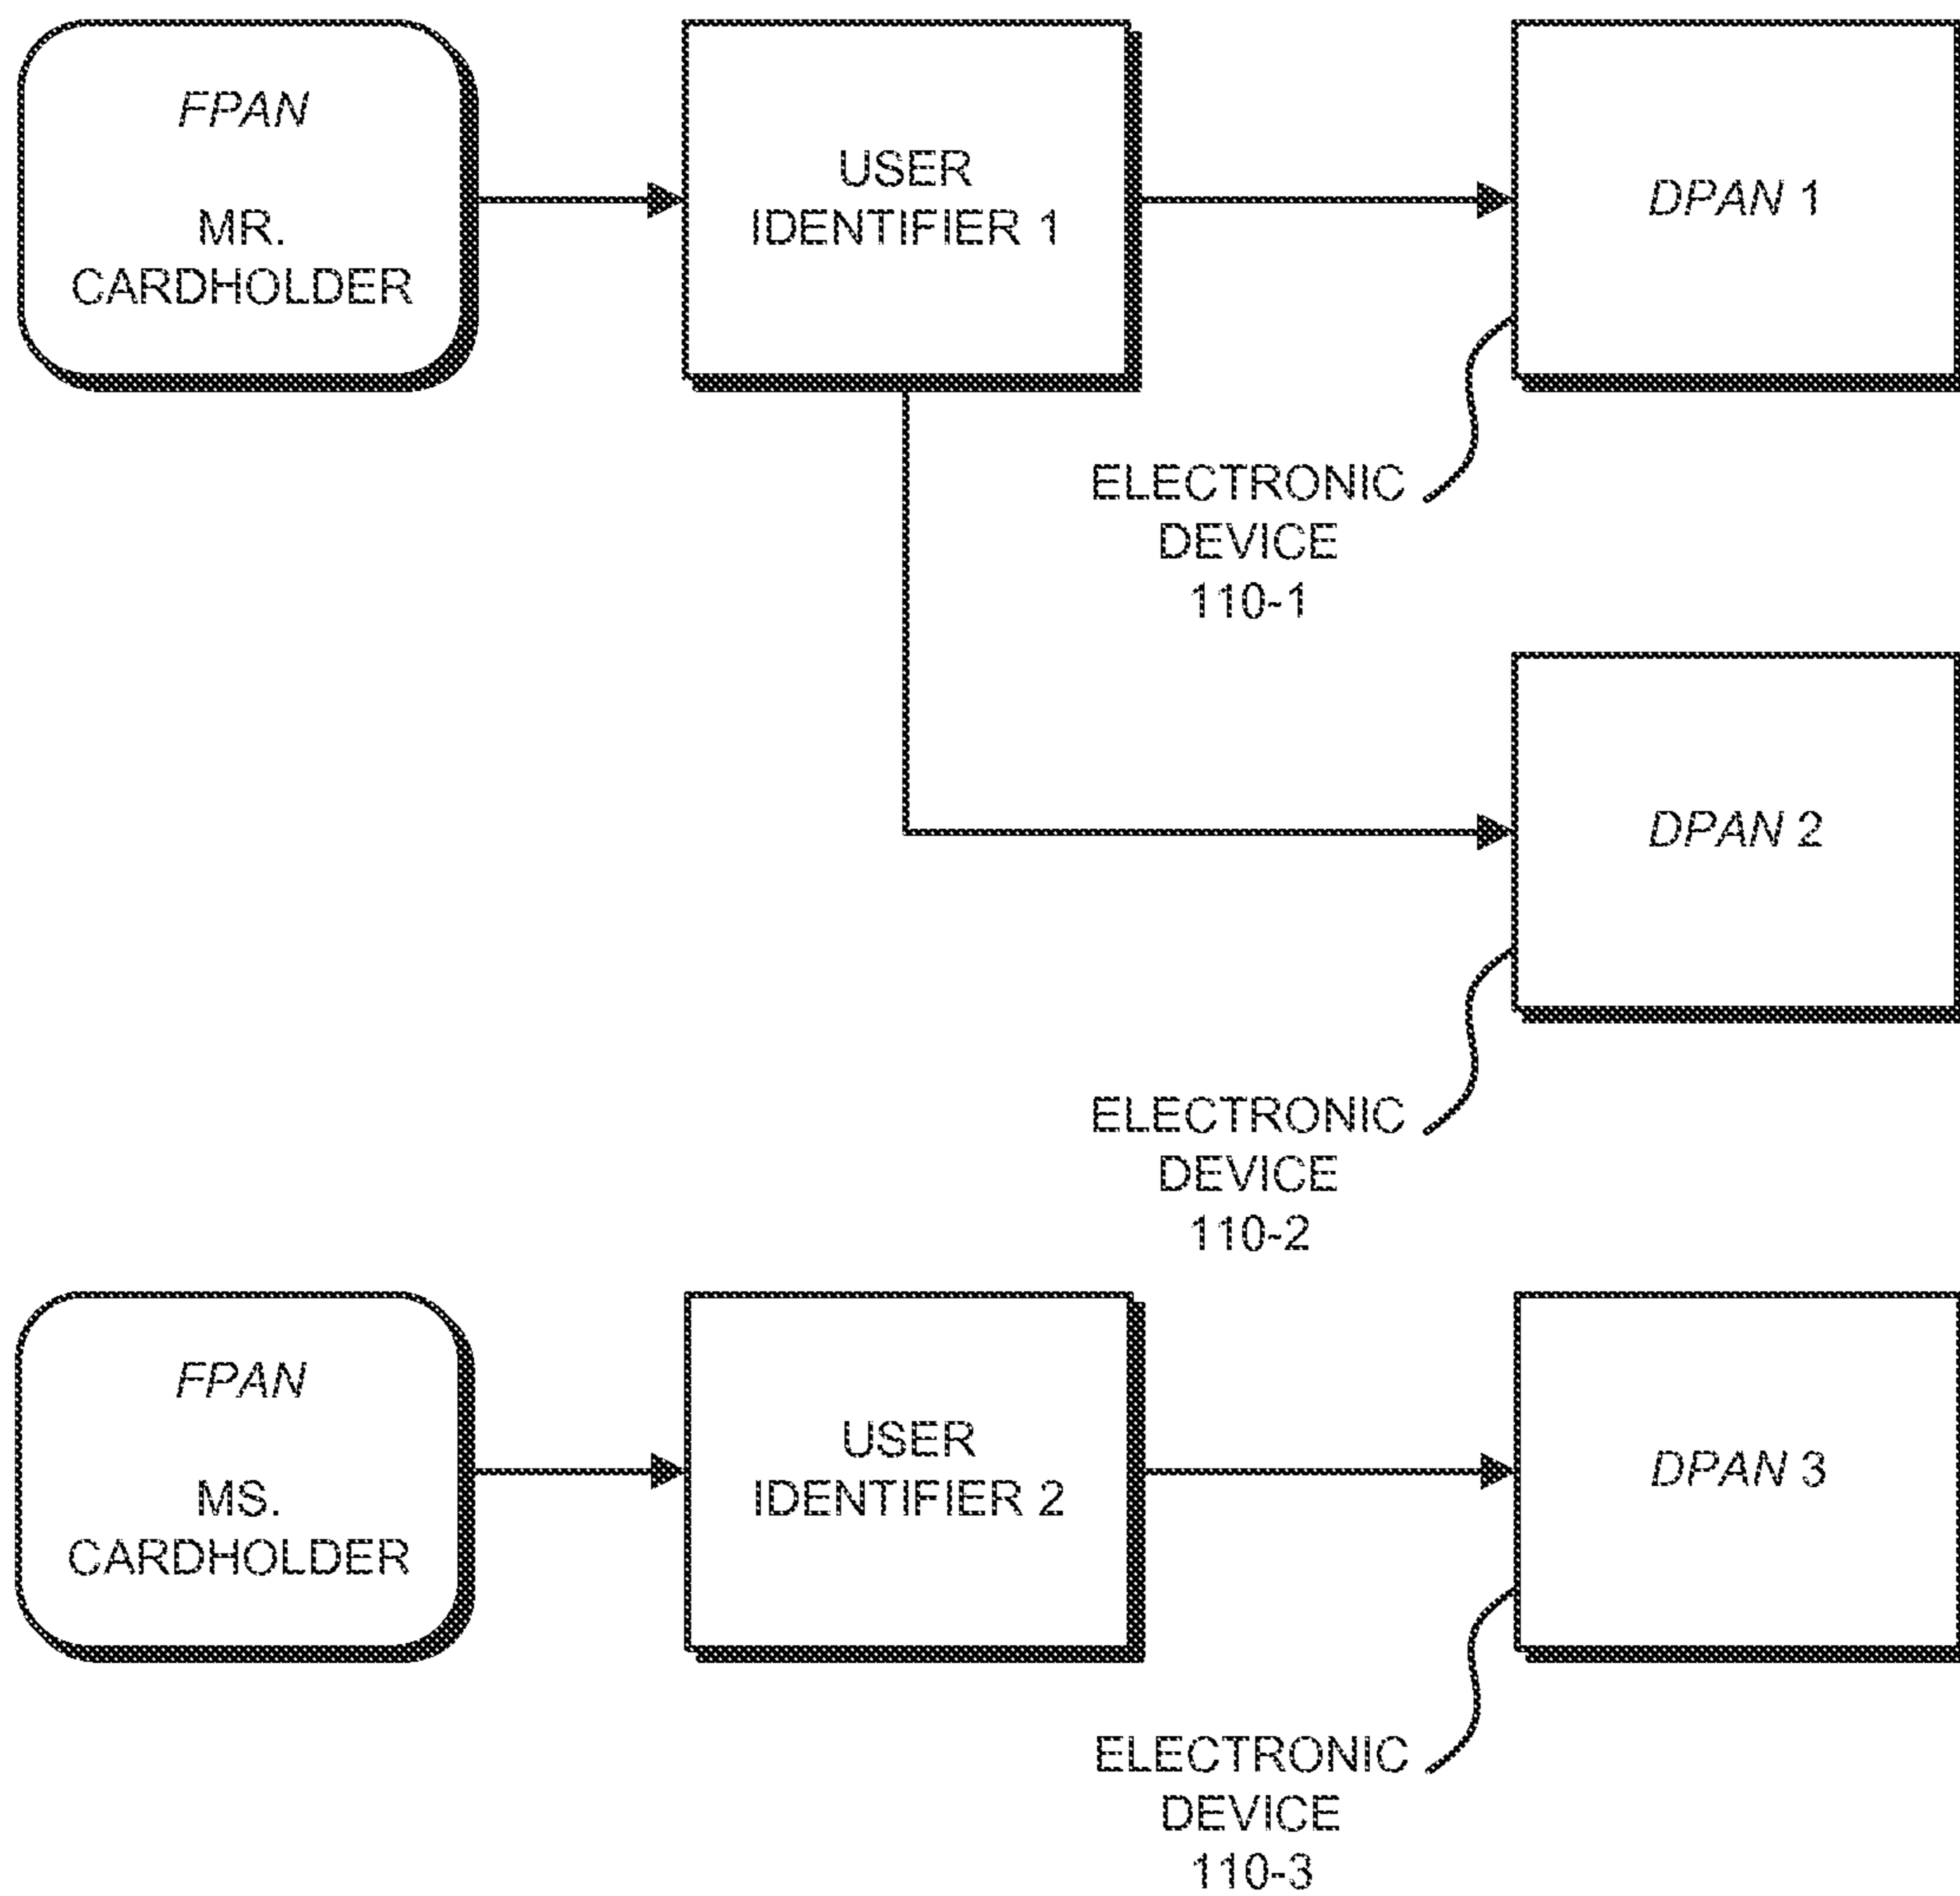 FPAN
MR.
CARDHOLDER
USER
IDENTIFIER 1
DPAN 1
ELECTRONIC
DEVICE
110-1
DPAN 2
ELECTRONIC
DEVICE
110-2
FPAN
MS.
CARDHOLDER
USER
IDENTIFIER 2
DPAN 3
ELECTRONIC
DEVICE
110-3